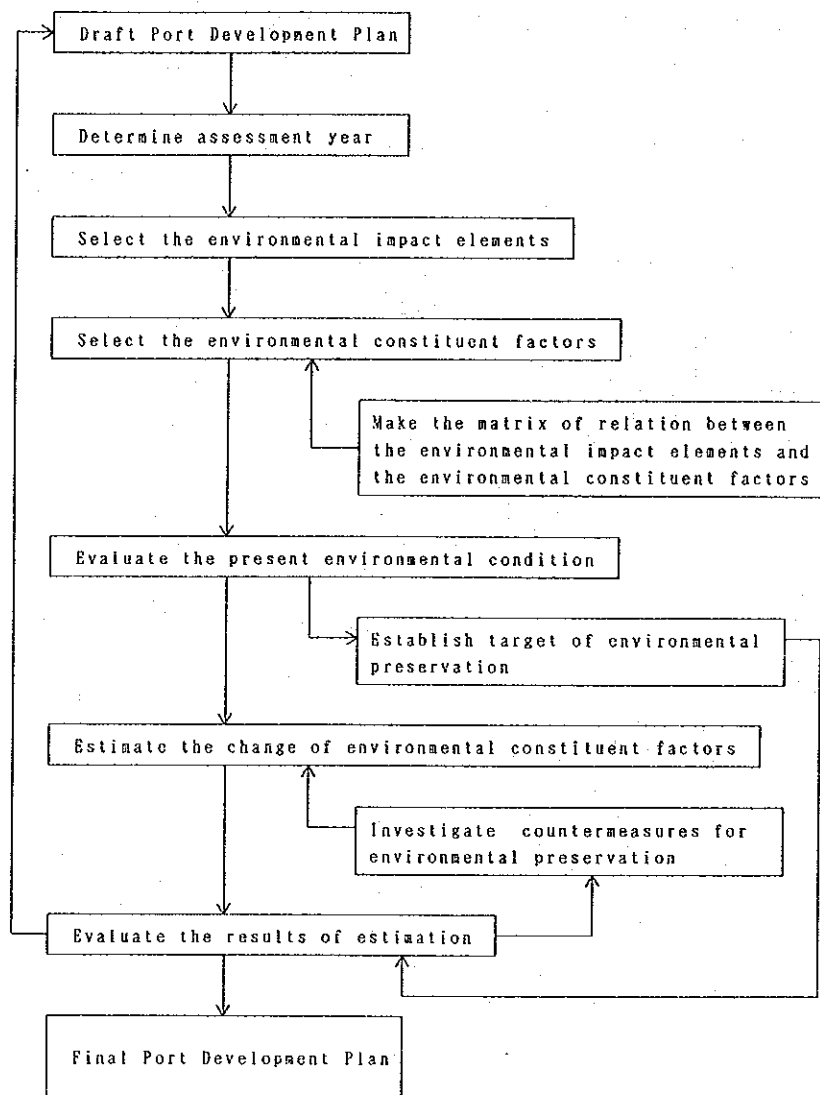 Draft Port Development Plan
Determine assessment year
Select the environmental impact elements
Select the environmental constituent factors
Make the matrix of relation between
the environmental impact elements and
the environmental constituent factors
Evaluate the present environmental condition
Establish target of environmental
preservation
Estimate the change of environmental constituent factors
Investigate countermeasures for
environmental preservation
Evaluate the results of estimation
Final Port Development Plan